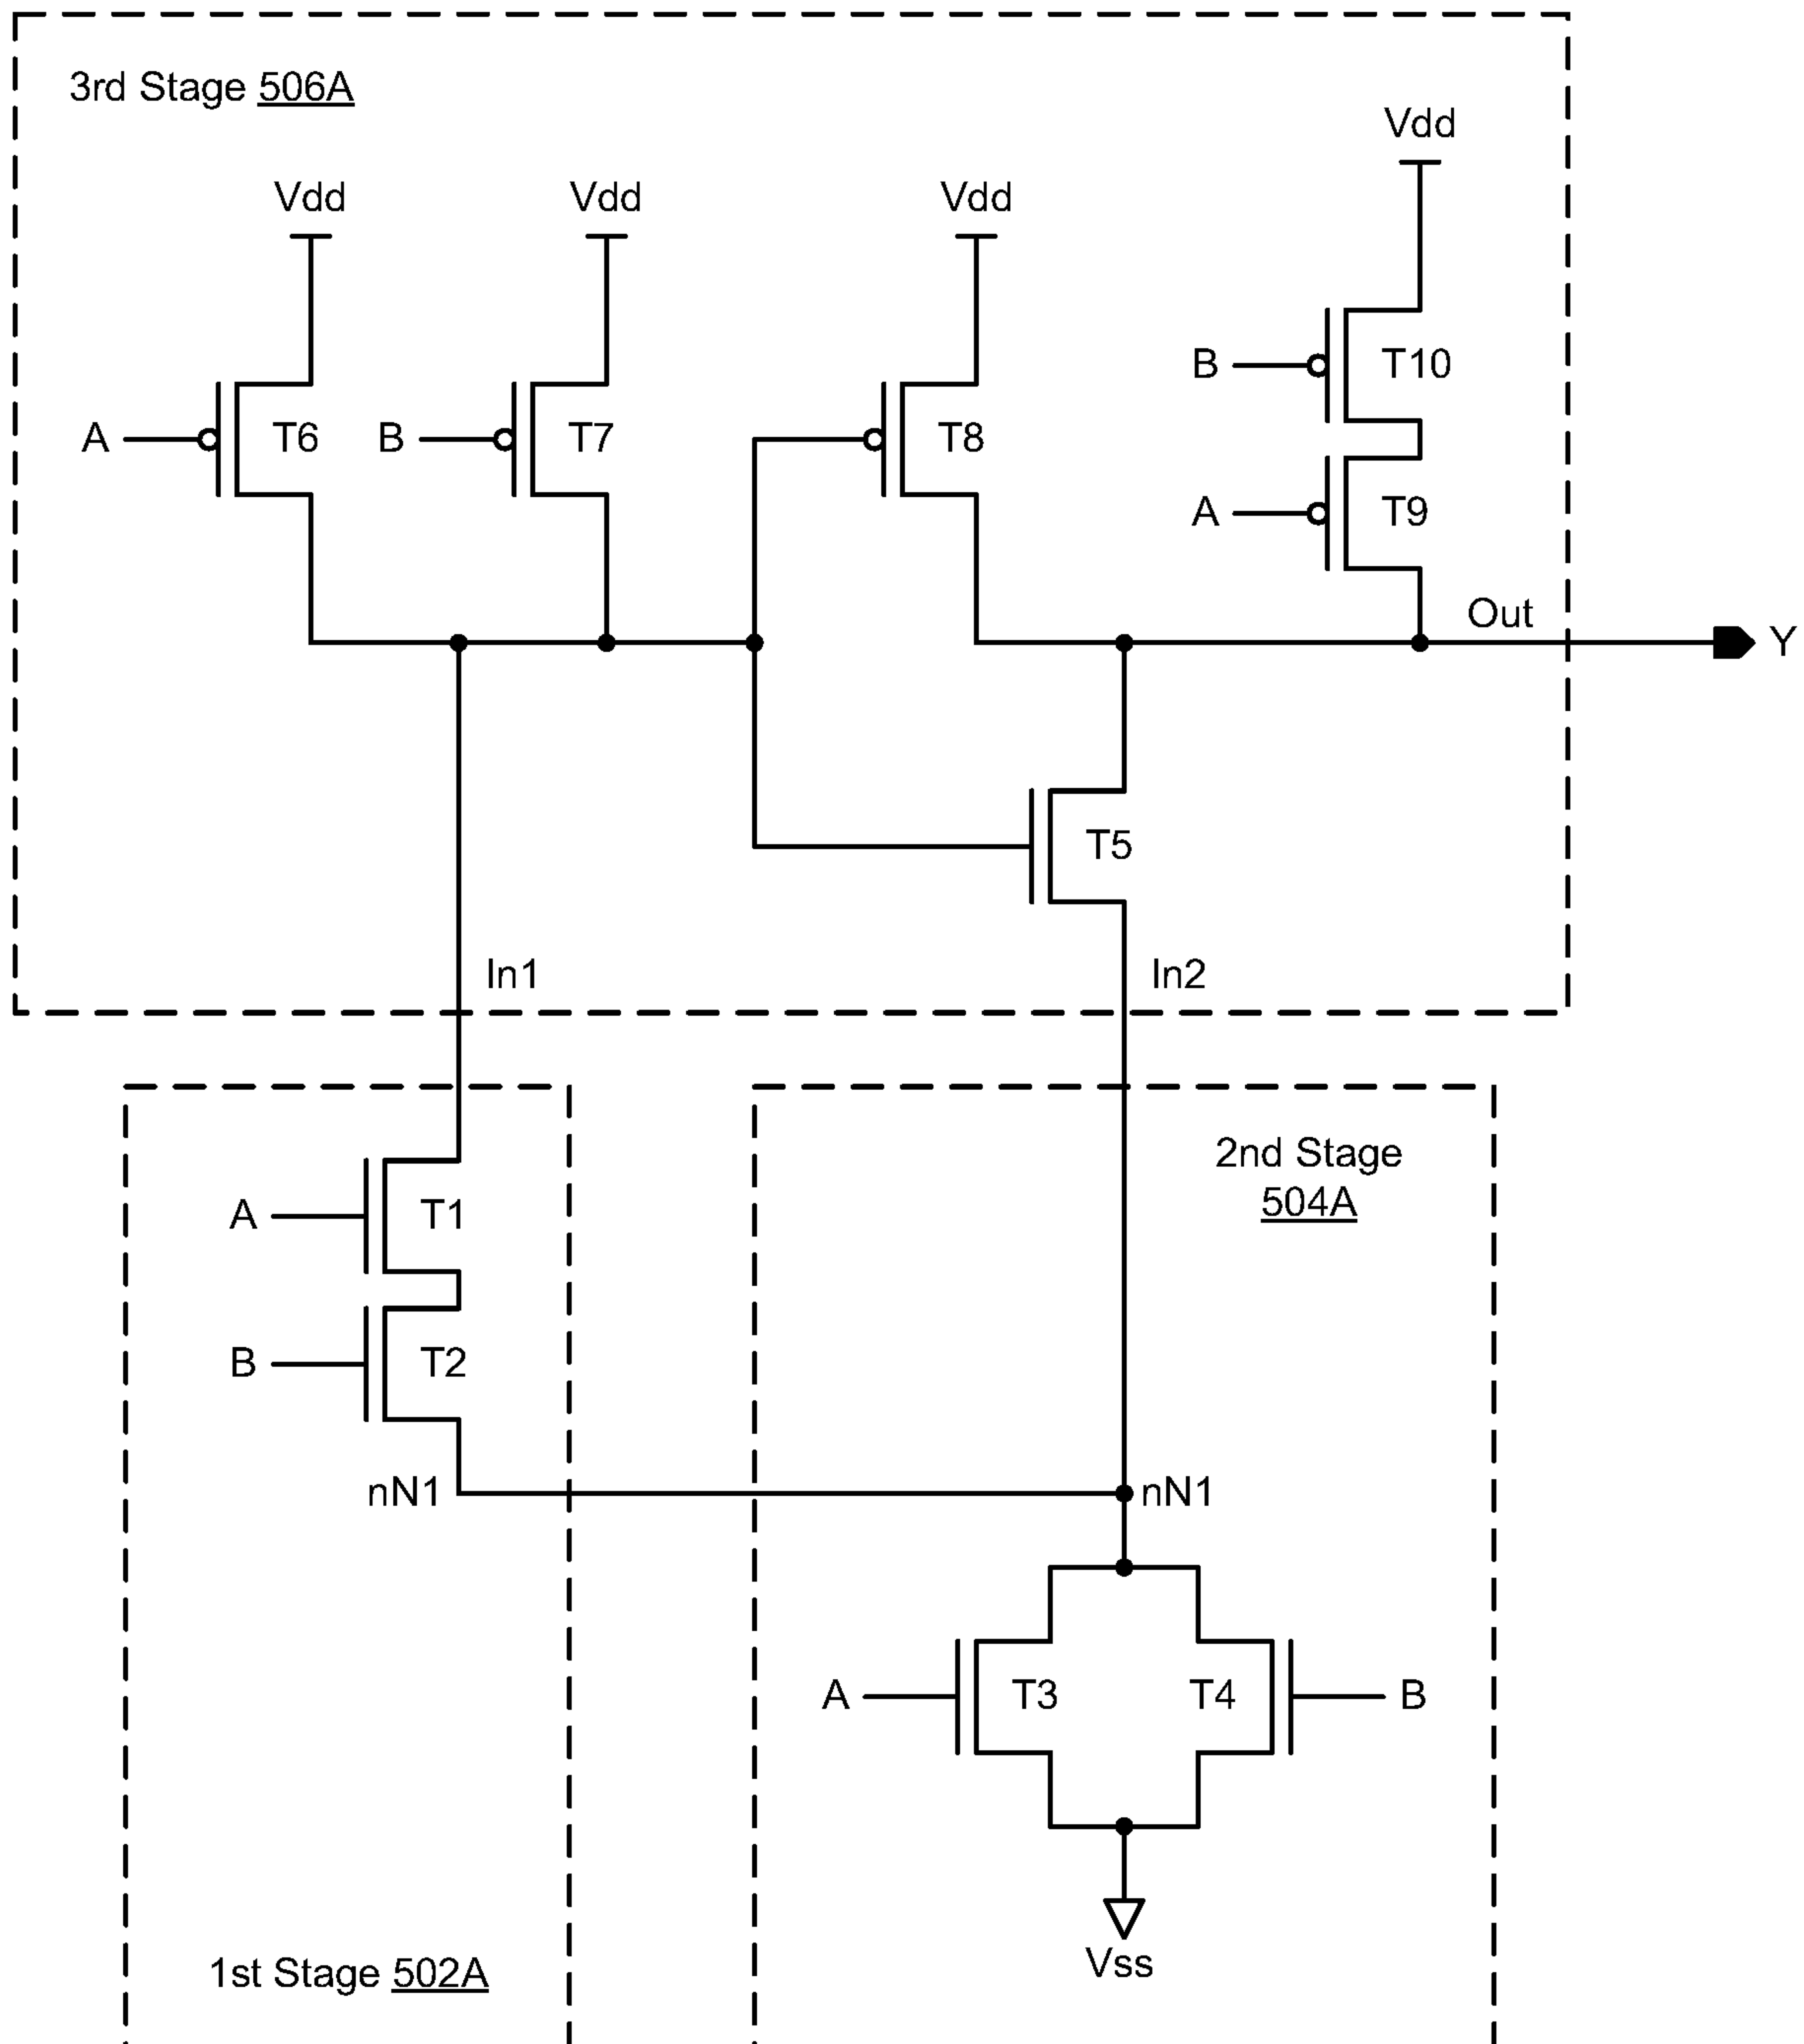 3rd Stage 506A
Vdd
Vdd
Vdd
Vdd
B
T10
A
T6
B
T7
T8
A
T9
Out
Y
T5
In1
In2
2nd Stage
504A
A
T1
B
T2
nN1
nN1
A
T3
T4
B
Vss
1st Stage 502A